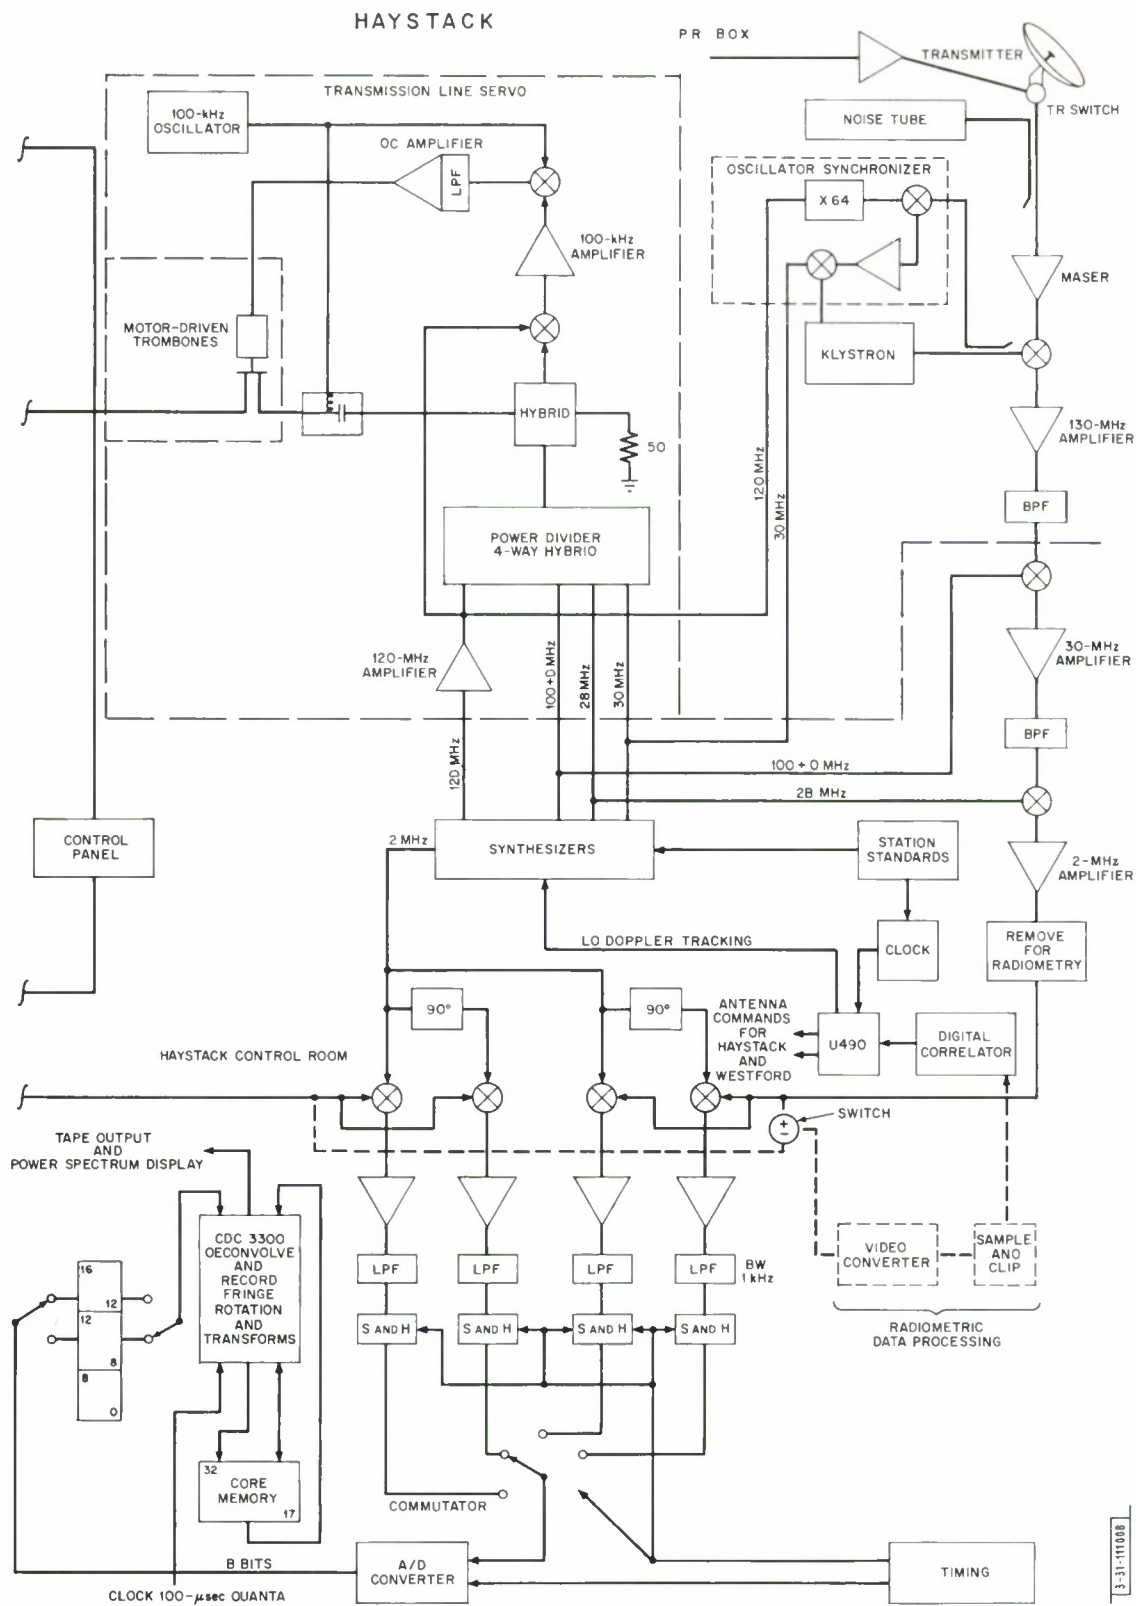 HAYSTACK
PR BOX
TRANSMITTER
TR SWITCH
TRANSMISSION LINE SERVO
100-kHz
OSCILLATOR
OC AMPLIFIER
LPF
NOISE TUBE
OSCILLATOR SYNCHRONIZER
X 64
100-kHz
AMPLIFIER
MASER
MOTOR-DRIVEN
TROMBONES
KLYSTRON
HYBRID
50
130-MHz
AMPLIFIER
120 MHz
30 MHz
BPF
POWER DIVIDER
4-WAY HYBRIO
120-MHz
AMPLIFIER
100+D MHz
28 MHz
30 MHz
30-MHz
AMPLIFIER
BPF
12D MHz
100 + O MHz
2B MHz
CONTROL
PANEL
2 MHz
SYNTHESIZERS
STATION
STANDARDS
2-MHz
AMPLIFIER
LO DOPPLER TRACKING
CLOCK
REMOVE
FOR
RADIOMETRY
90°
90°
ANTENNA
COMMANDS
FOR
HAYSTACK
AND
WESTFORD
U490
DIGITAL
CORRELATOR
HAYSTACK CONTROL ROOM
SWITCH
+
−
TAPE OUTPUT
AND
POWER SPECTRUM DISPLAY
CDC 3300
OECONVOLVE
AND
RECORD
FRINGE
ROTATION
AND
TRANSFORMS
LPF
LPF
LPF
LPF
BW
1 kHz
VIDEO
CONVERTER
SAMPLE
ANO
CLIP
16
12
12
8
8
O
S AND H
S AND H
S AND H
S AND H
RADIOMETRIC
DATA PROCESSING
32
CORE
MEMORY
17
COMMUTATOR
B BITS
A/D
CONVERTER
TIMING
CLOCK 100-μsec OUANTA
3-31-11100B